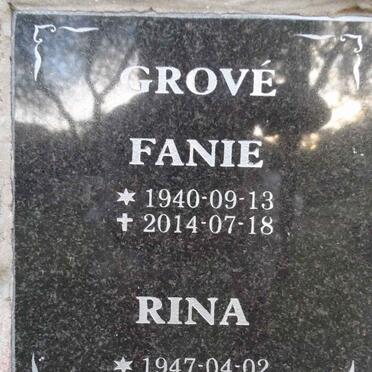 GROVÉ
FANIE
✶ 1940-09-13
✝ 2014-07-18
RINA
✶ 1947-04-02